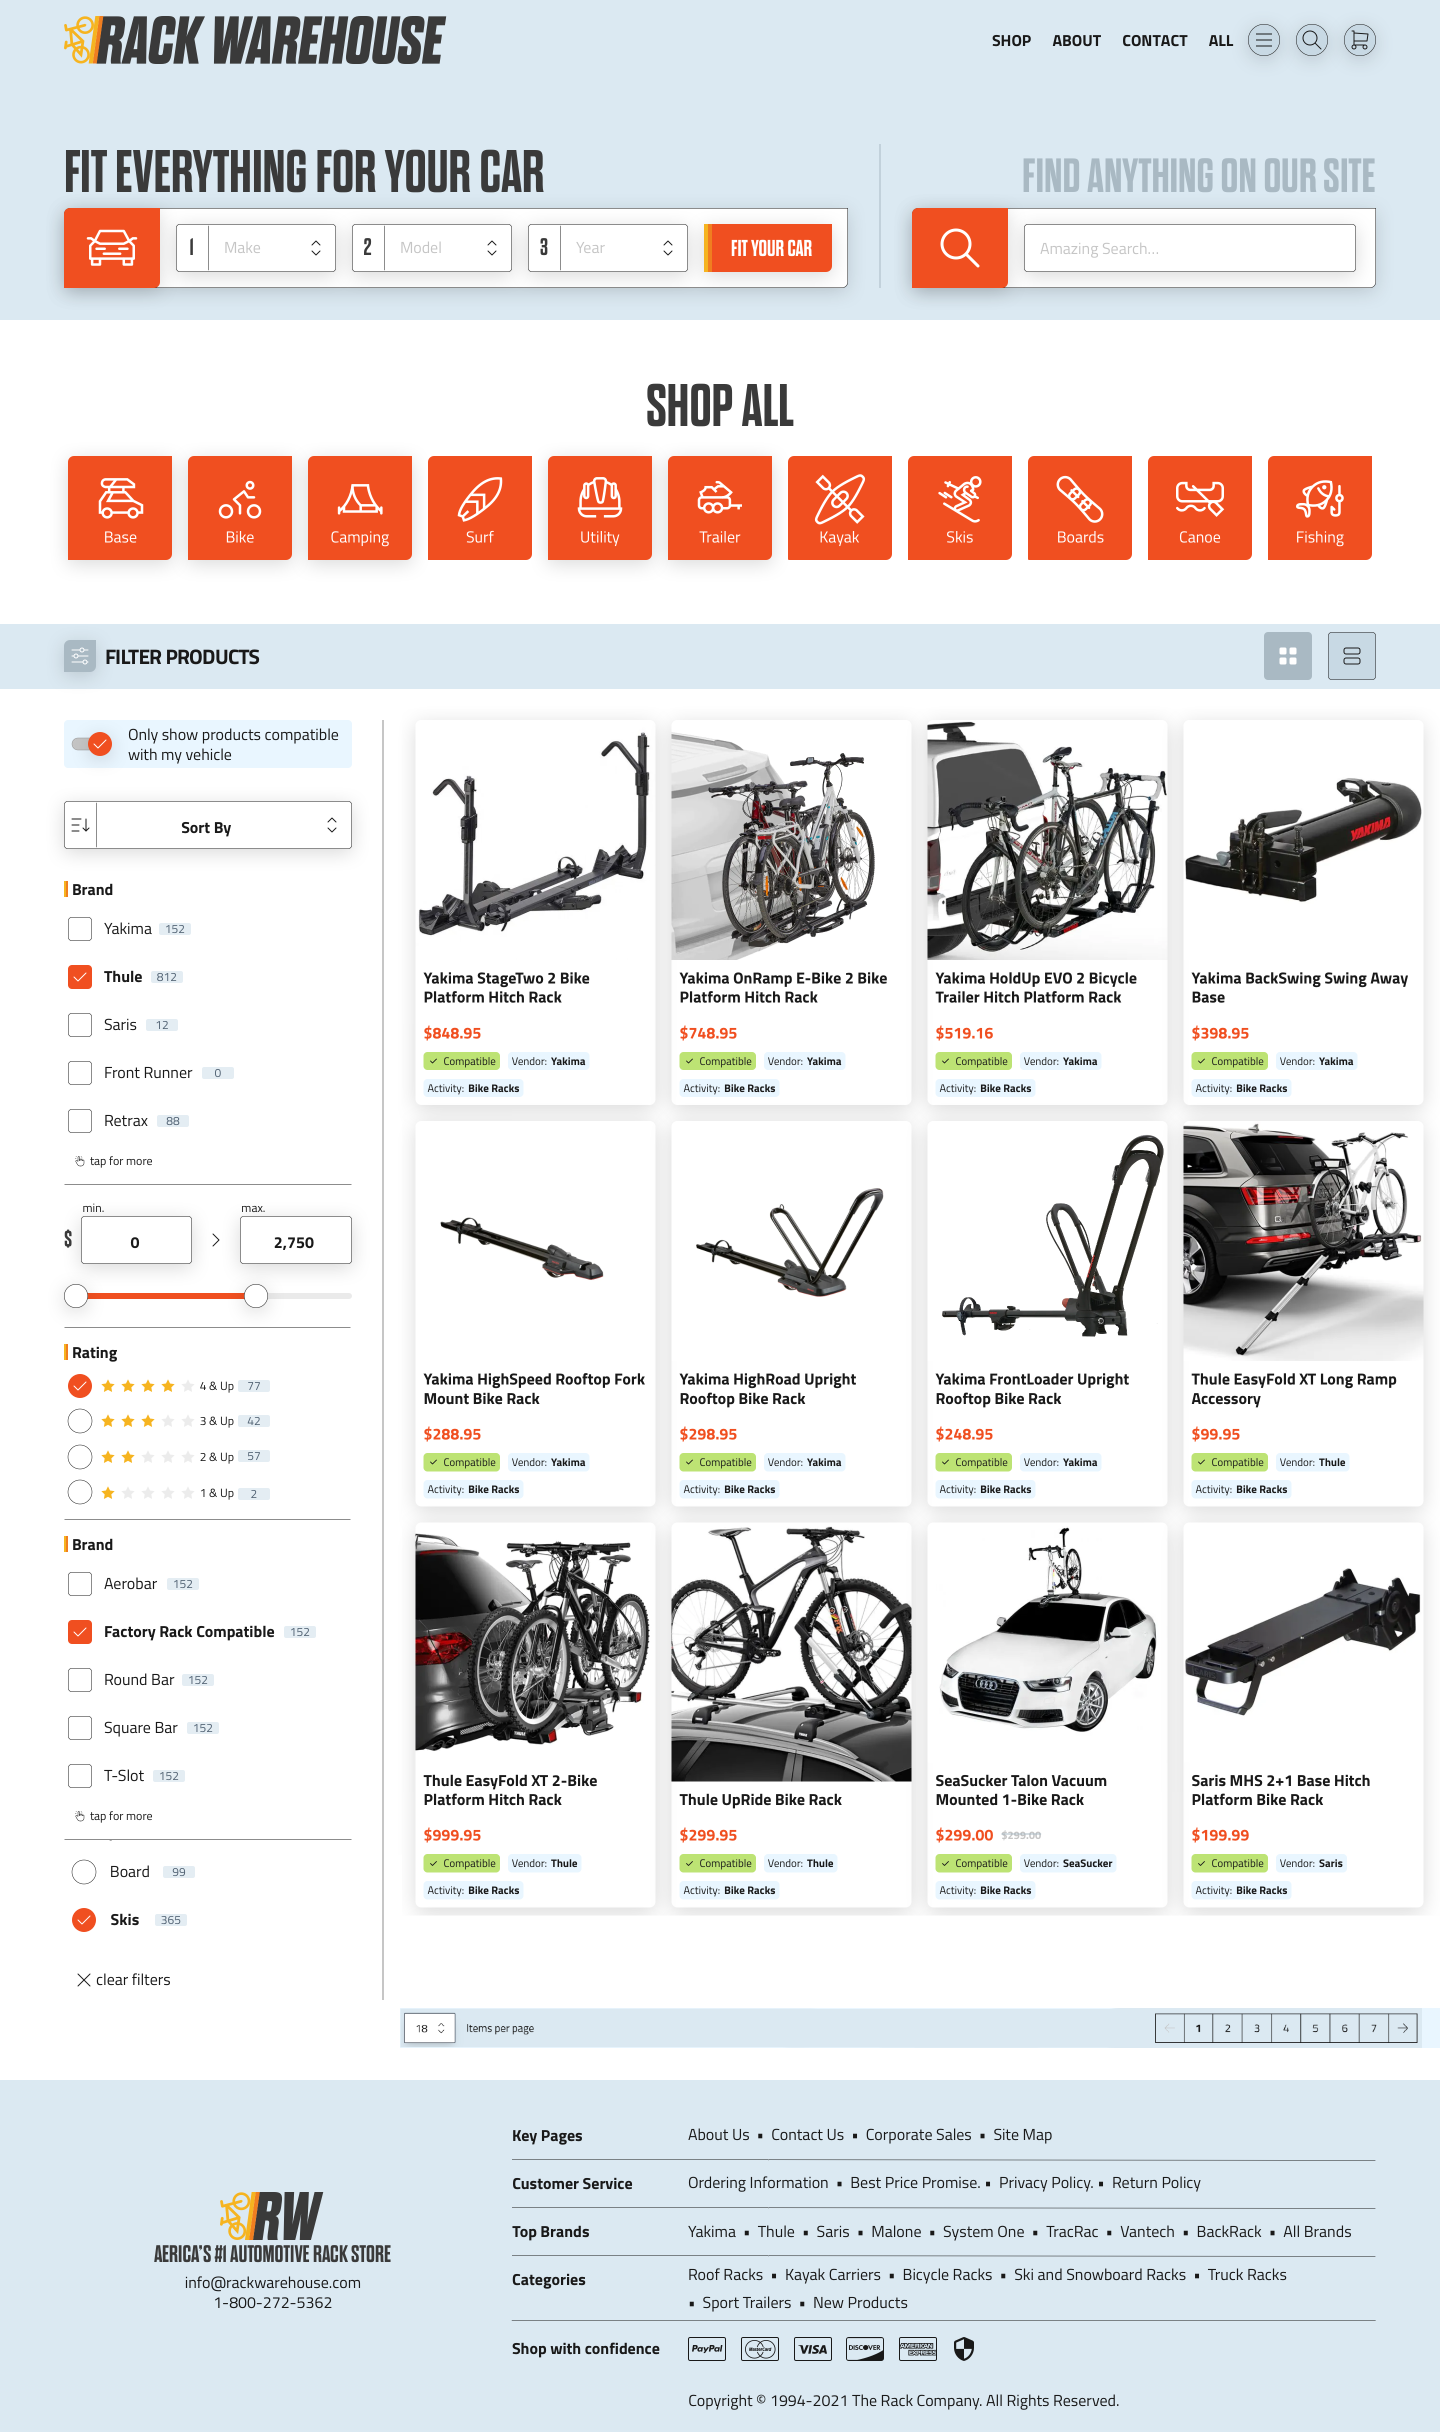 RACK WAREHOUSE
SHOP ABOUT CONTACT ALL
FIT EVERYTHING FOR YOUR CAR
1 Make 2 Model 3 Year FIT YOUR CAR
FIND ANYTHING ON OUR SITE
Amazing Search...
SHOP ALL
Base Bike Camping Surf Utility Trailer Kayak Skis Boards Canoe Fishing
FILTER PRODUCTS
Only show products compatible
with my vehicle
Sort By
Brand
Yakima 152
Thule 812
Saris 12
Front Runner 0
Retrax 88
tap for more
min. max.
$ 0 2,750
Rating
4 & Up 77
3 & Up 42
2 & Up 57
1 & Up 2
Brand
Aerobar 152
Factory Rack Compatible 152
Round Bar 152
Square Bar 152
T-Slot 152
tap for more
Board 99
Skis 365
clear filters
Yakima StageTwo 2 Bike
Platform Hitch Rack
$848.95
Compatible Vendor: Yakima
Activity: Bike Racks
Yakima OnRamp E-Bike 2 Bike
Platform Hitch Rack
$748.95
Compatible Vendor: Yakima
Activity: Bike Racks
Yakima HoldUp EVO 2 Bicycle
Trailer Hitch Platform Rack
$519.16
Compatible Vendor: Yakima
Activity: Bike Racks
YAKIMA
Yakima BackSwing Swing Away
Base
$398.95
Compatible Vendor: Yakima
Activity: Bike Racks
Yakima HighSpeed Rooftop Fork
Mount Bike Rack
$288.95
Compatible Vendor: Yakima
Activity: Bike Racks
Yakima HighRoad Upright
Rooftop Bike Rack
$298.95
Compatible Vendor: Yakima
Activity: Bike Racks
Yakima FrontLoader Upright
Rooftop Bike Rack
$248.95
Compatible Vendor: Yakima
Activity: Bike Racks
Thule EasyFold XT Long Ramp
Accessory
$99.95
Compatible Vendor: Thule
Activity: Bike Racks
Thule EasyFold XT 2-Bike
Platform Hitch Rack
$999.95
Compatible Vendor: Thule
Activity: Bike Racks
Thule UpRide Bike Rack
$299.95
Compatible Vendor: Thule
Activity: Bike Racks
SeaSucker Talon Vacuum
Mounted 1-Bike Rack
$299.00 $299.00
Compatible Vendor: SeaSucker
Activity: Bike Racks
Saris MHS 2+1 Base Hitch
Platform Bike Rack
$199.99
Compatible Vendor: Saris
Activity: Bike Racks
18 Items per page
1 2 3 4 5 6 7
RW
AERICA'S #1 AUTOMOTIVE RACK STORE
info@rackwarehouse.com
1-800-272-5362
Key Pages About Us ▪ Contact Us ▪ Corporate Sales ▪ Site Map
Customer Service Ordering Information ▪ Best Price Promise. ▪ Privacy Policy. ▪ Return Policy
Top Brands Yakima ▪ Thule ▪ Saris ▪ Malone ▪ System One ▪ TracRac ▪ Vantech ▪ BackRack ▪ All Brands
Categories Roof Racks ▪ Kayak Carriers ▪ Bicycle Racks ▪ Ski and Snowboard Racks ▪ Truck Racks
▪ Sport Trailers ▪ New Products
Shop with confidence PayPal MasterCard VISA DISCOVER AMERICAN EXPRESS
Copyright © 1994-2021 The Rack Company. All Rights Reserved.